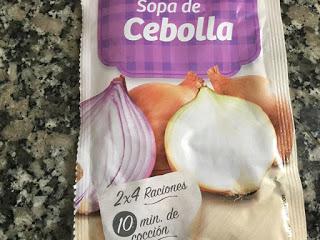 Sopa de
Cebolla
2x4 Raciones
10 min. de
cocción